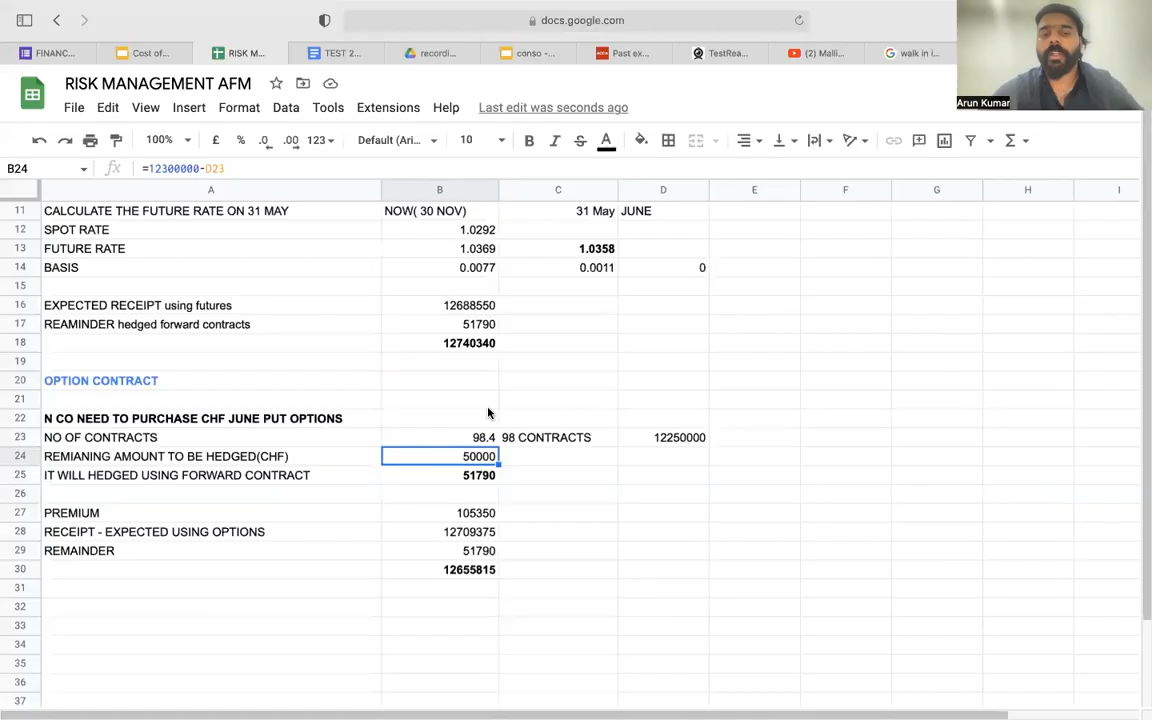 docs.google.com
FINANC...
Cost of...
RISK M...
TEST 2...
recordi...
conso -...
ACCA Past ex...
TestRea...
(2) Malli...
G walk in i...
RISK MANAGEMENT AFM
File Edit View Insert Format Data Tools Extensions Help Last edit was seconds ago
100% £ % .0 .00 123 Default (Ari... 10 B I S A Σ
B24 fx =12300000-D23
Arun Kumar
A B C D E F G H I
11 CALCULATE THE FUTURE RATE ON 31 MAY NOW( 30 NOV) 31 May JUNE
12 SPOT RATE 1.0292
13 FUTURE RATE 1.0369 1.0358
14 BASIS 0.0077 0.0011 0
15
16 EXPECTED RECEIPT using futures 12688550
17 REAMINDER hedged forward contracts 51790
18 12740340
19
20 OPTION CONTRACT
21
22 N CO NEED TO PURCHASE CHF JUNE PUT OPTIONS
23 NO OF CONTRACTS 98.4 98 CONTRACTS 12250000
24 REMIANING AMOUNT TO BE HEDGED(CHF) 50000
25 IT WILL HEDGED USING FORWARD CONTRACT 51790
26
27 PREMIUM 105350
28 RECEIPT - EXPECTED USING OPTIONS 12709375
29 REMAINDER 51790
30 12655815
31
32
33
34
35
36
37